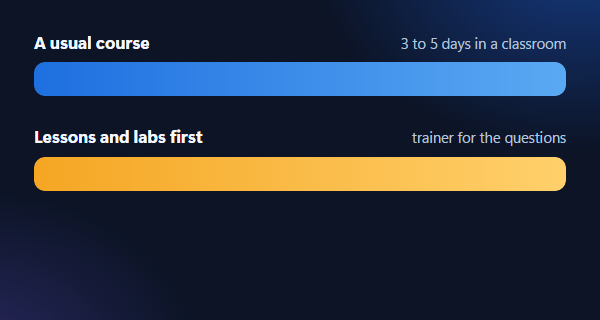 A usual course
3 to 5 days in a classroom
Lessons and labs first
trainer for the questions